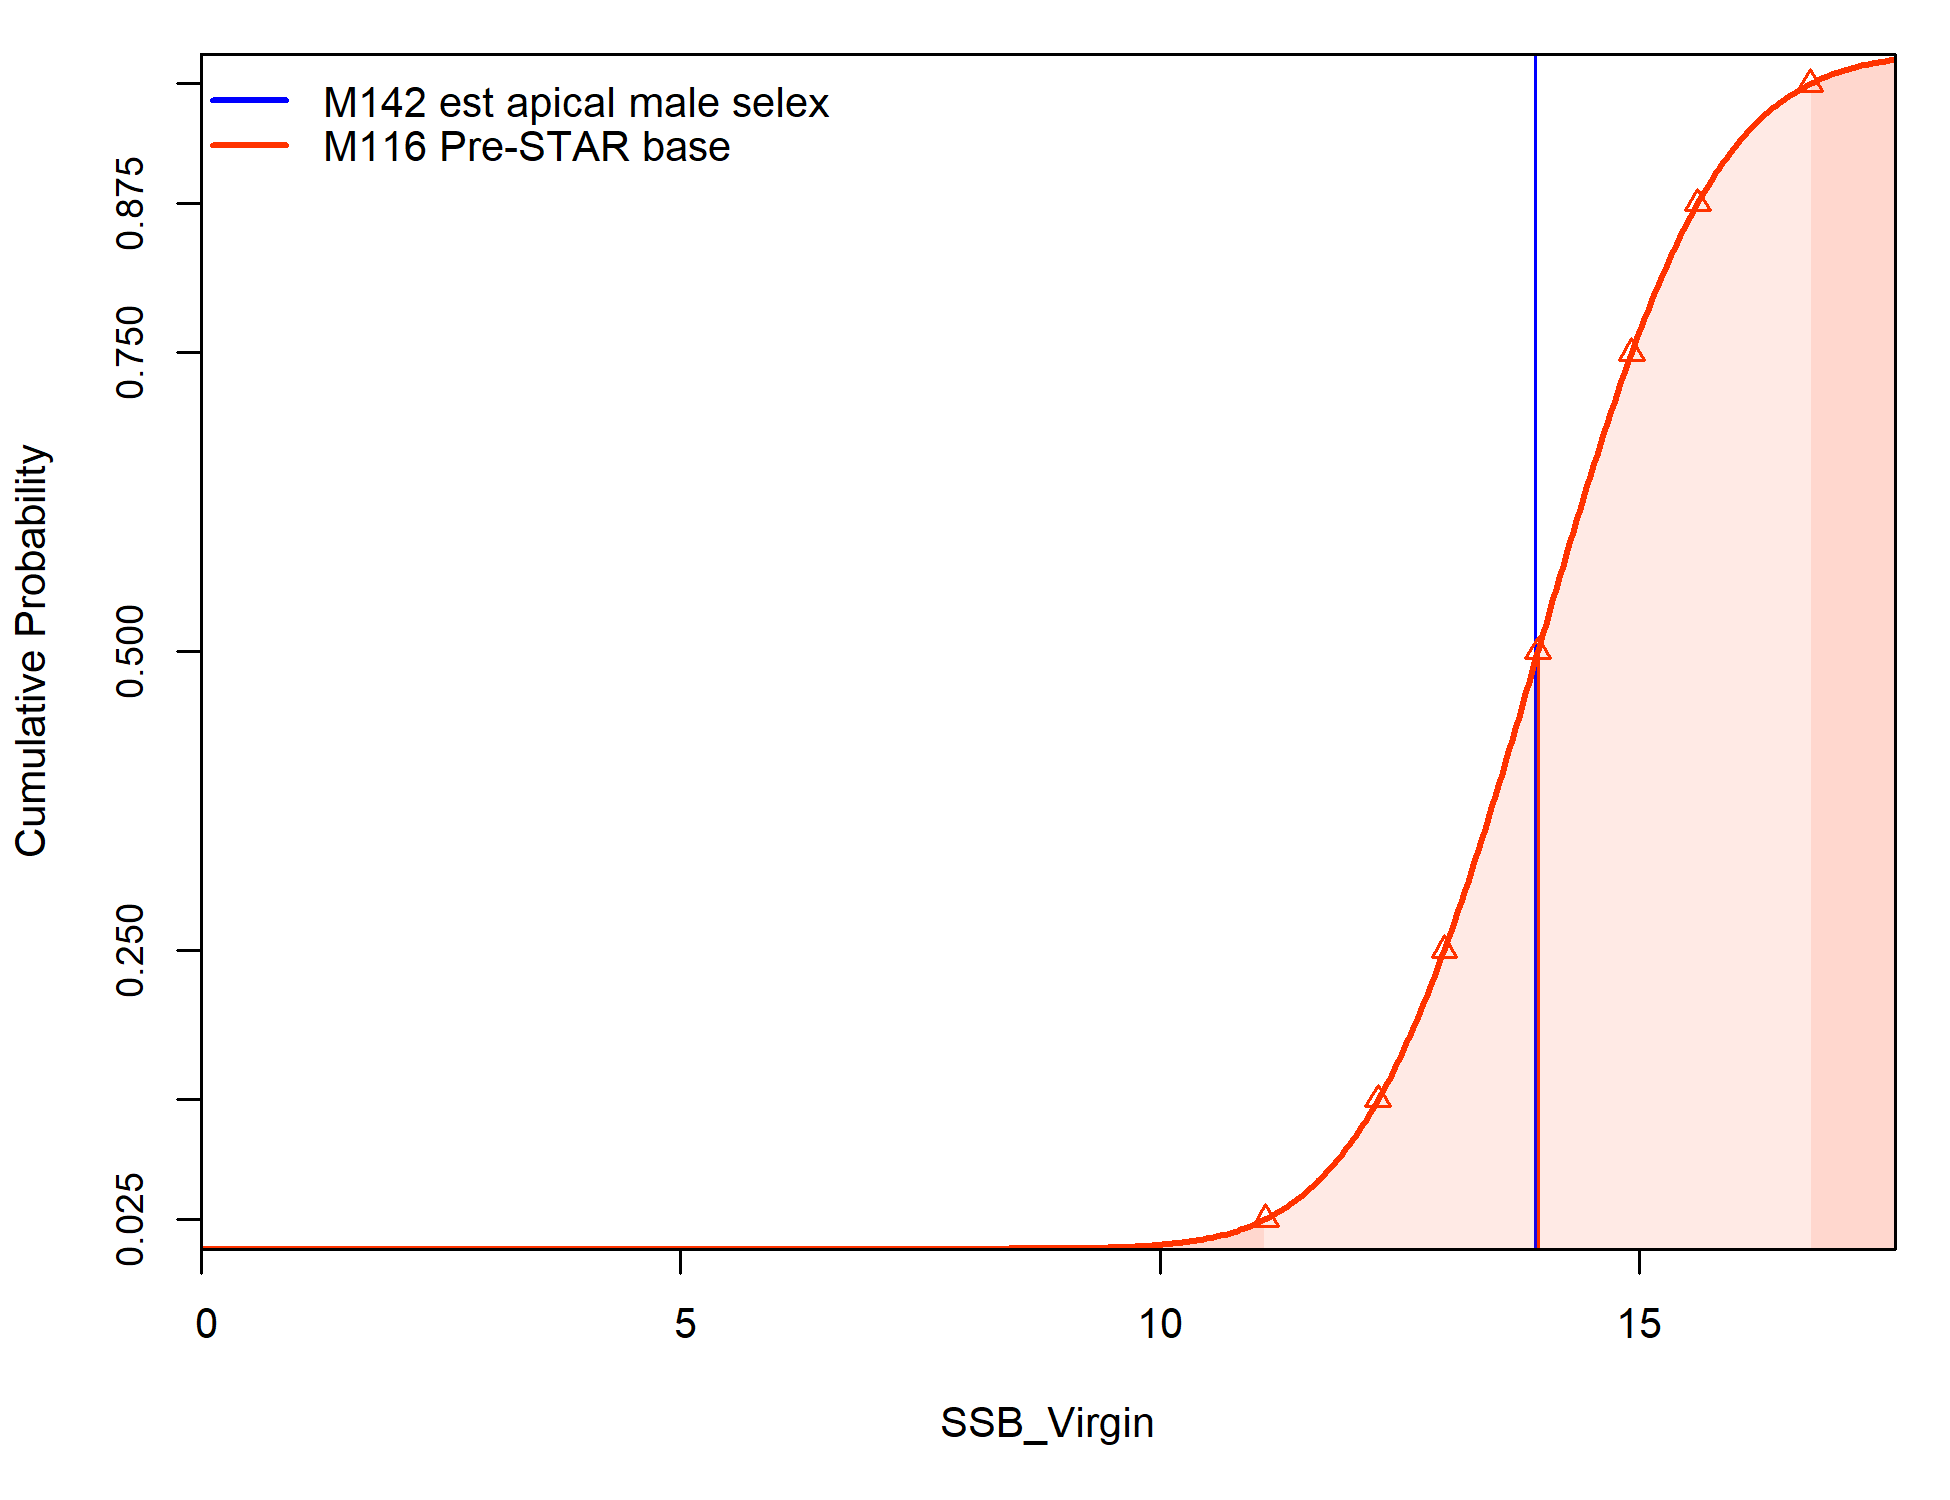 M142 est apical male selex
M116 Pre-STAR base
Cumulative Probability
0.875
0.750
0.500
0.250
0.025
0 5 10 15
SSB_Virgin